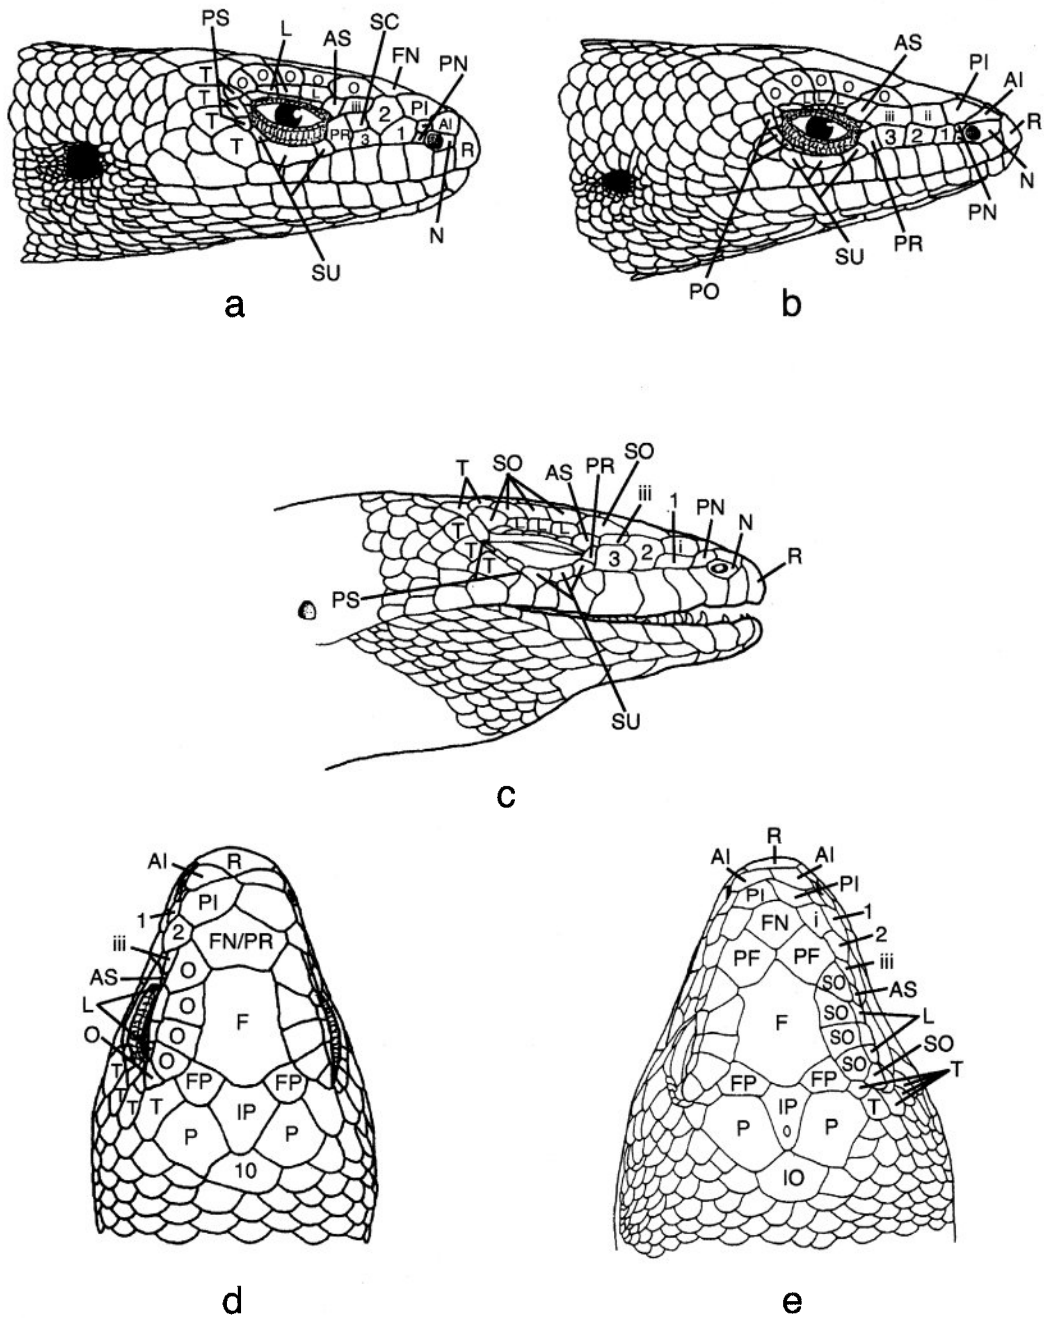 PS L AS SC FN PN
T O O O O O
T L iii 2 PI
T PR 3 1 AI R
T
N
SU
a
AS PI AI R
O O O O
L L iii ii
3 2 1
N
PN
PR
SU
PO
b
T SO AS PR SO iii 1 PN N R
L L L
T T T
3 2 i
PS
SU
c
AI R
PI
1
2
iii FN/PR
AS O
L O F
O O
O
T FP FP
T T IP
P P
10
d
R
AI AI
PI PI
FN i 1
2
PF PF iii
SO AS
F SO L
SO SO
SO
FP FP T
IP T
P O P
IO
e